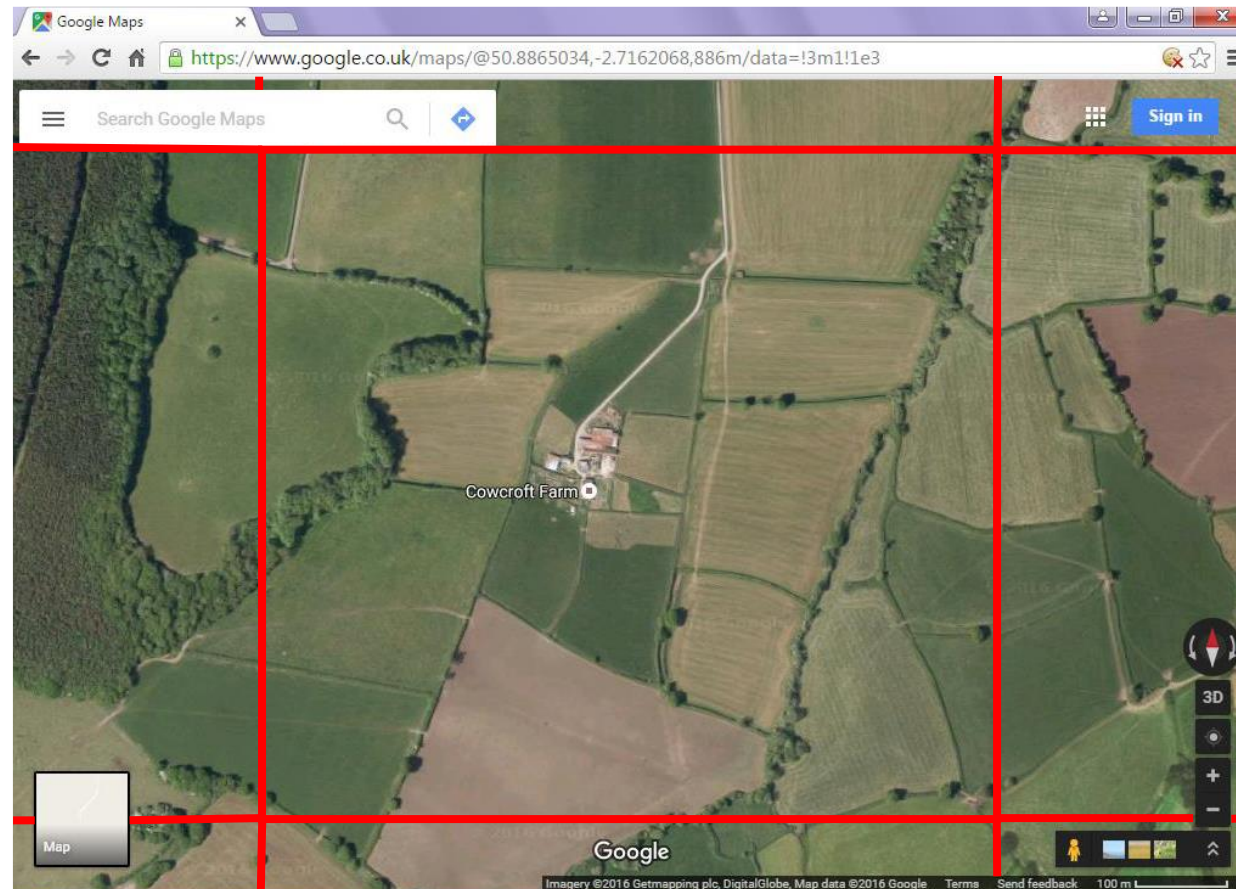 Google Maps
https://www.google.co.uk/maps/@50.8865034,-2.7162068,886m/data=!3m1!1e3
Search Google Maps
Sign in
Cowcroft Farm
3D
Map
Google
Imagery ©2016 Getmapping plc, DigitalGlobe, Map data ©2016 Google Terms Send feedback 100 m